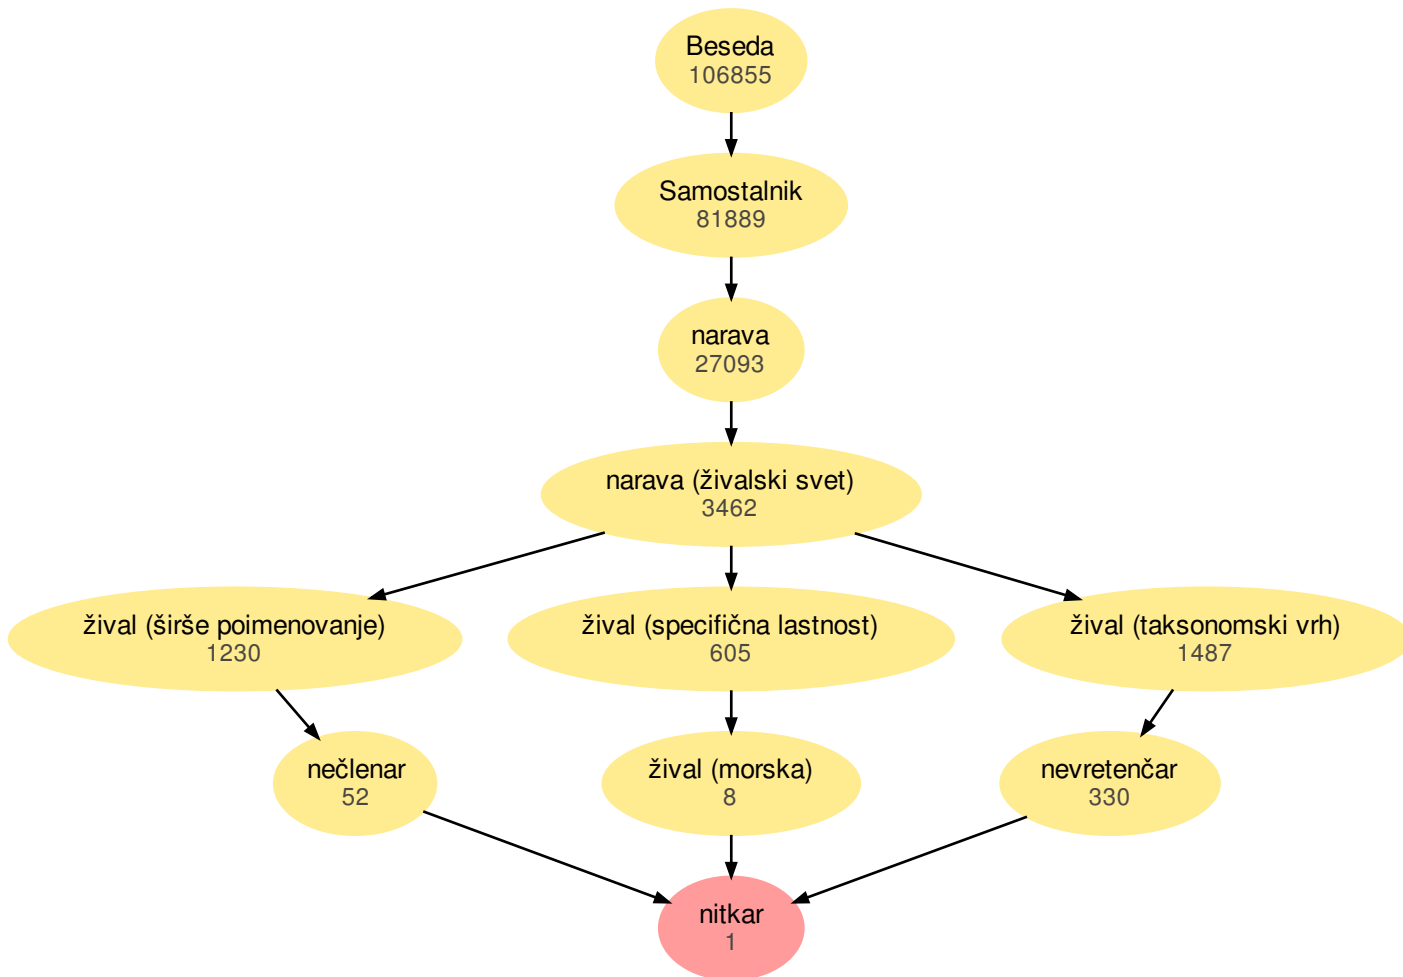 Beseda
106855
Samostalnik
81889
narava
27093
narava (živalski svet)
3462
žival (širše poimenovanje)
1230
žival (specifična lastnost)
605
žival (taksonomski vrh)
1487
nečlenar
52
žival (morska)
8
nevretenčar
330
nitkar
1